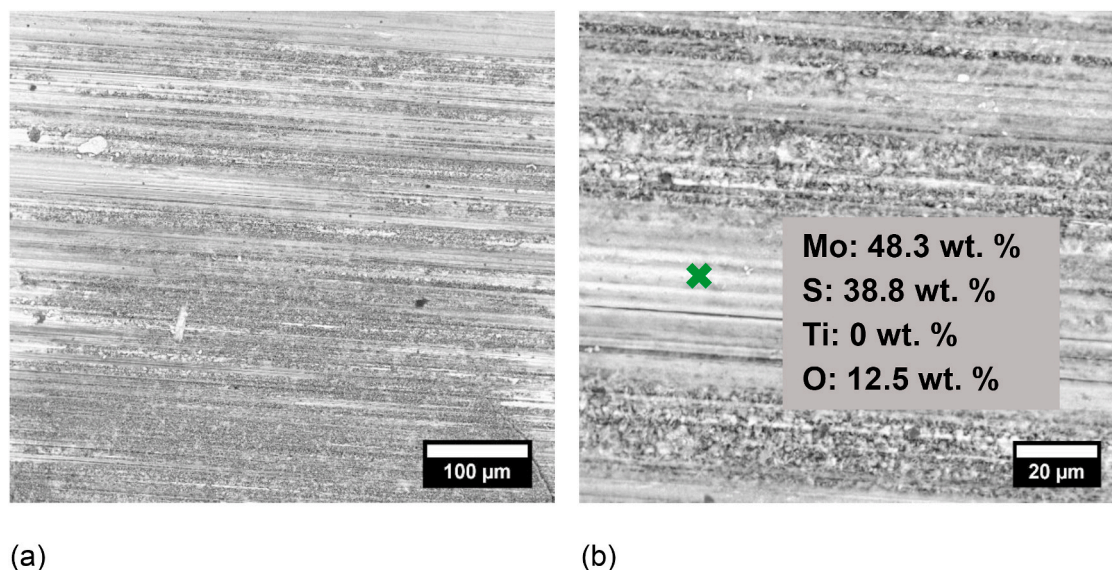 Mo: 48.3 wt. %
S: 38.8 wt. %
Ti: 0 wt. %
O: 12.5 wt. %
100 µm
20 µm
(a)
(b)